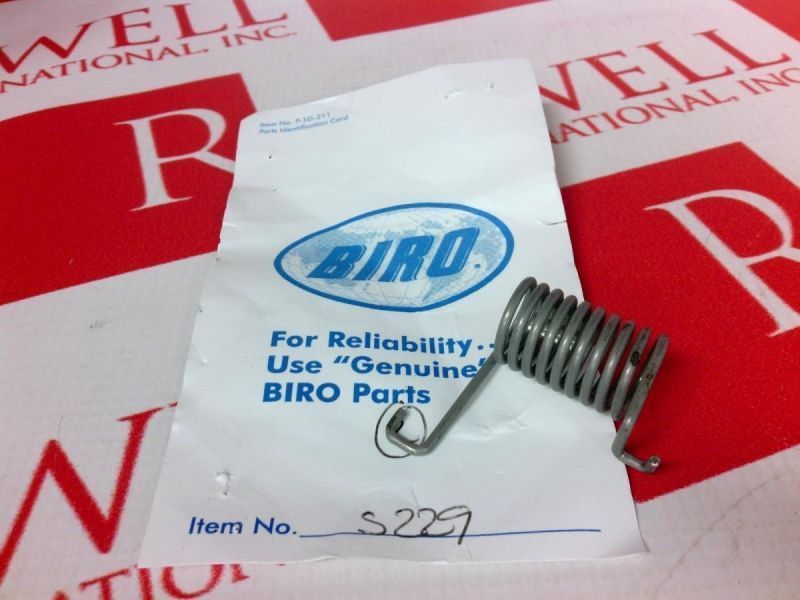 WELL
NATIONAL, INC.
R
WELL
NATIONAL, INC.
R
Item No. P-1D-211
Parts Identification Card
BIRO.
For Reliability..
Use "Genuine"
BIRO Parts
Item No. S229